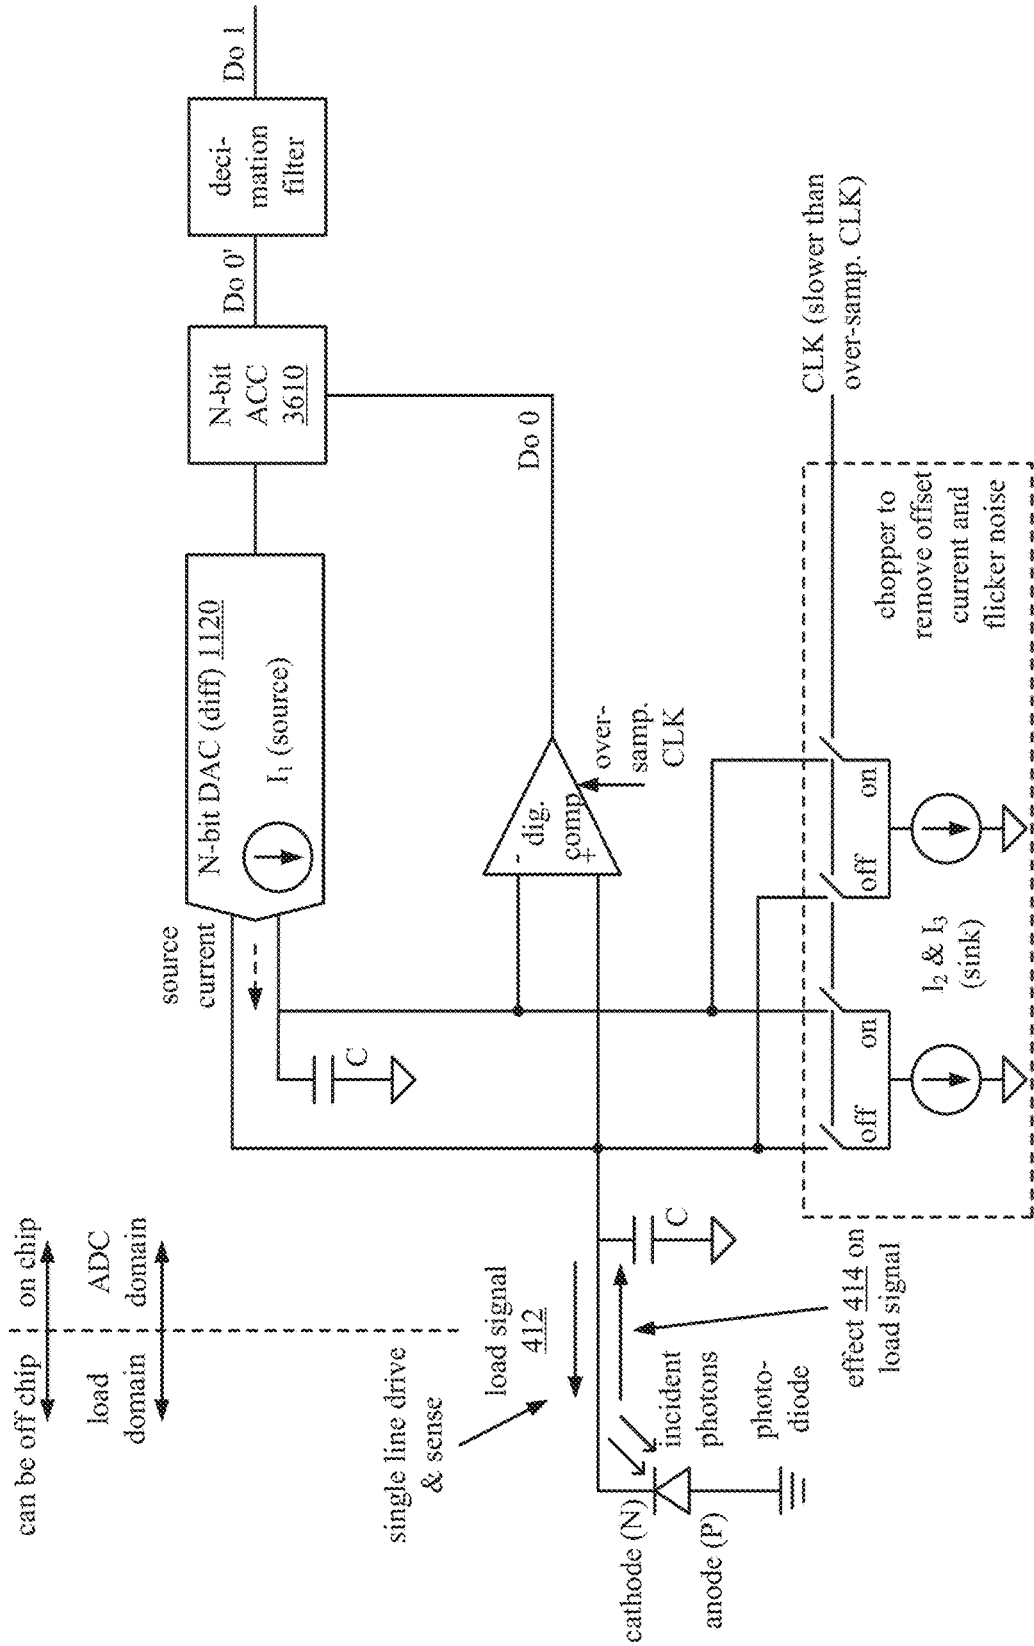 can be off chip
on chip
load
domain
ADC
domain
single line drive
& sense
load signal
412
source
current
N-bit DAC (diff) 1120
I1 (source)
N-bit
ACC
3610
Do 0'
deci-
mation
filter
Do 1
C
-
dig.
comp.
+
over-
samp.
CLK
Do 0
cathode (N)
anode (P)
incident
photons
photo-
diode
C
effect 414 on
load signal
off
on
off
on
I2 & I3
(sink)
CLK (slower than
over-samp. CLK)
chopper to
remove offset
current and
flicker noise